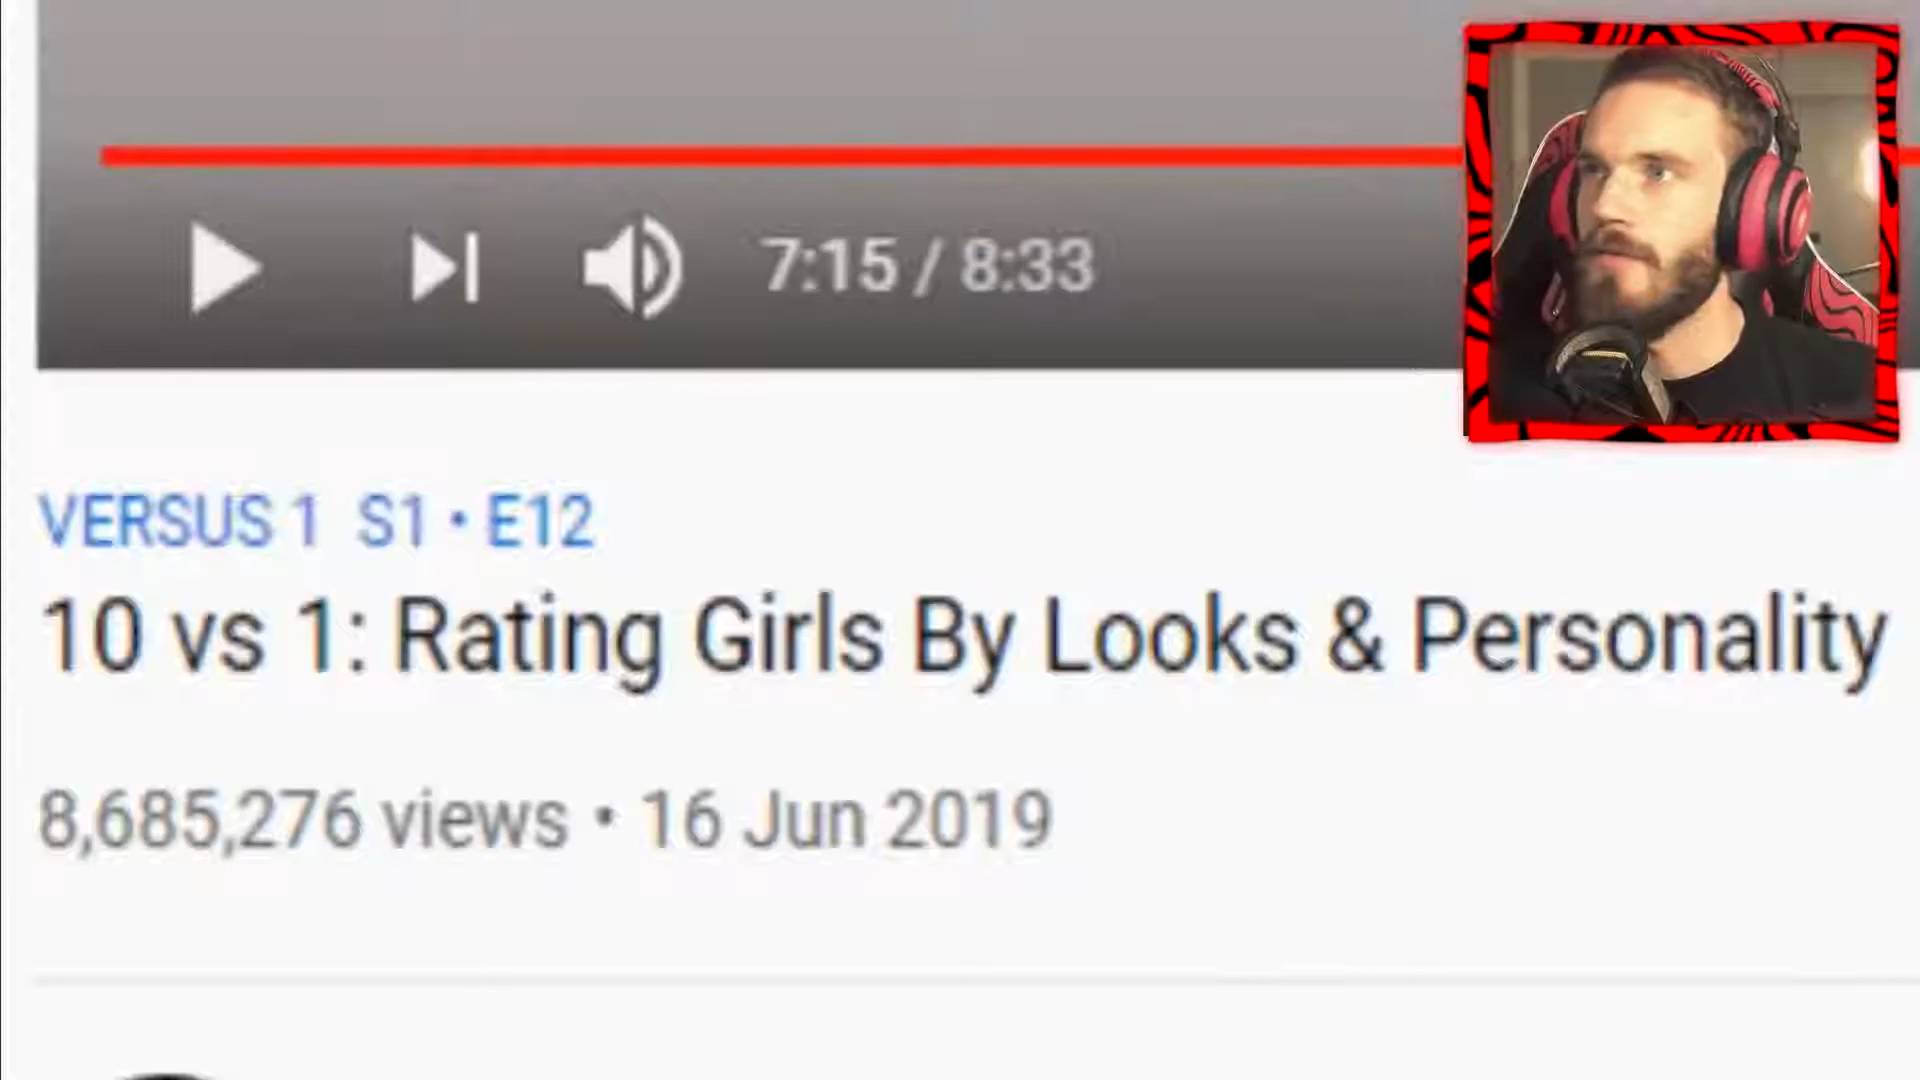 7:15 / 8:33
VERSUS 1 S1 • E12
10 vs 1: Rating Girls By Looks & Personality
8,685,276 views • 16 Jun 2019